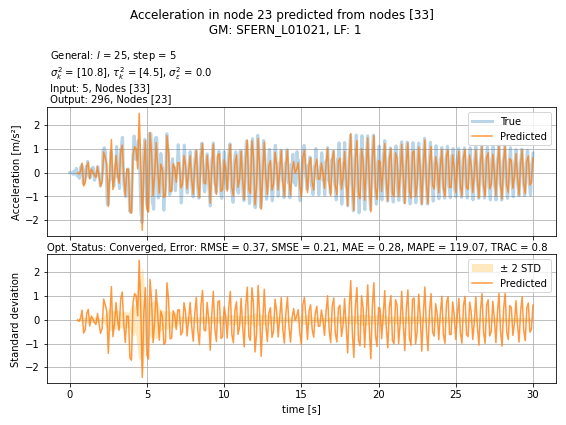 Acceleration in node 23 predicted from nodes [33]
GM: SFERN_L01021, LF: 1
General: l = 25, step = 5
σ²ₖ = [10.8], τ²ₖ = [4.5], σ²ε = 0.0
Input: 5, Nodes [33]
Output: 296, Nodes [23]
Acceleration [m/s²]
2
1
0
−1
−2
True
Predicted
Opt. Status: Converged, Error: RMSE = 0.37, SMSE = 0.21, MAE = 0.28, MAPE = 119.07, TRAC = 0.8
Standard deviation
2
1
0
−1
−2
± 2 STD
Predicted
0 5 10 15 20 25 30
time [s]